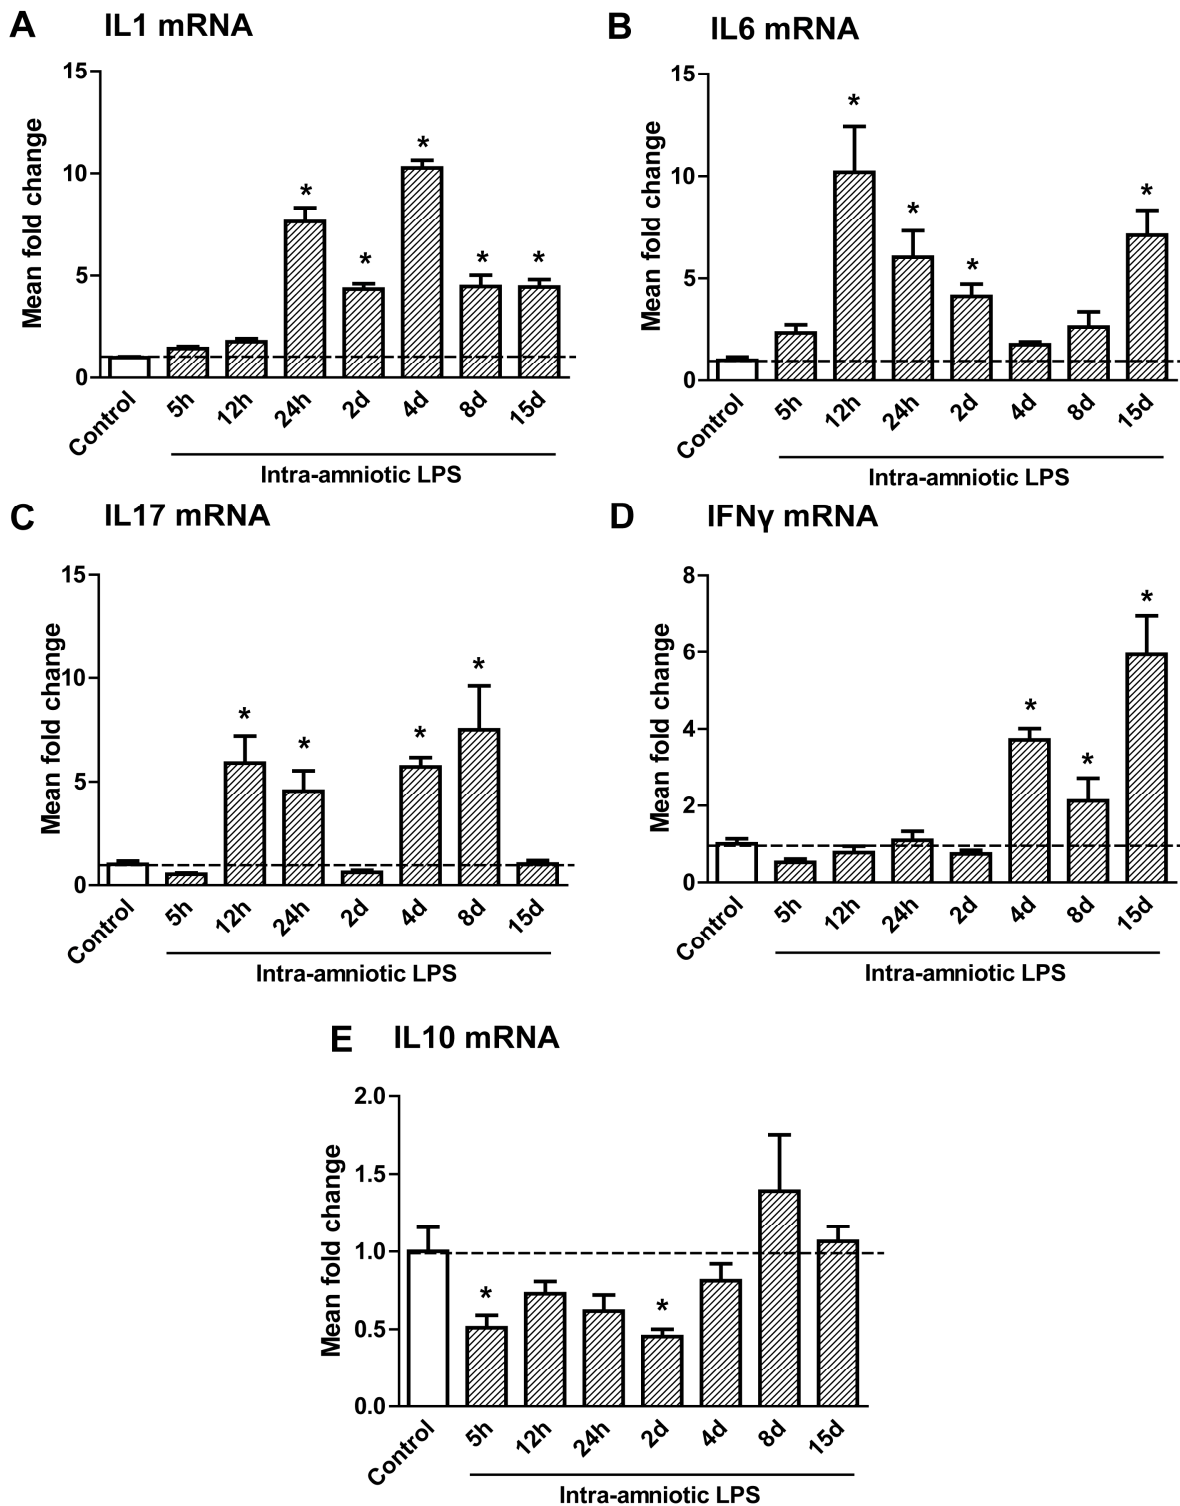 A IL1 mRNA
Mean fold change
15
10
5
0
*
*
*
*
*
Control 5h 12h 24h 2d 4d 8d 15d
Intra-amniotic LPS
B IL6 mRNA
Mean fold change
15
10
5
0
*
*
*
*
Control 5h 12h 24h 2d 4d 8d 15d
Intra-amniotic LPS
C IL17 mRNA
Mean fold change
15
10
5
0
*
*
*
*
Control 5h 12h 24h 2d 4d 8d 15d
Intra-amniotic LPS
D IFNγ mRNA
Mean fold change
8
6
4
2
0
*
*
*
Control 5h 12h 24h 2d 4d 8d 15d
Intra-amniotic LPS
E IL10 mRNA
Mean fold change
2.0
1.5
1.0
0.5
0.0
*
*
Control 5h 12h 24h 2d 4d 8d 15d
Intra-amniotic LPS